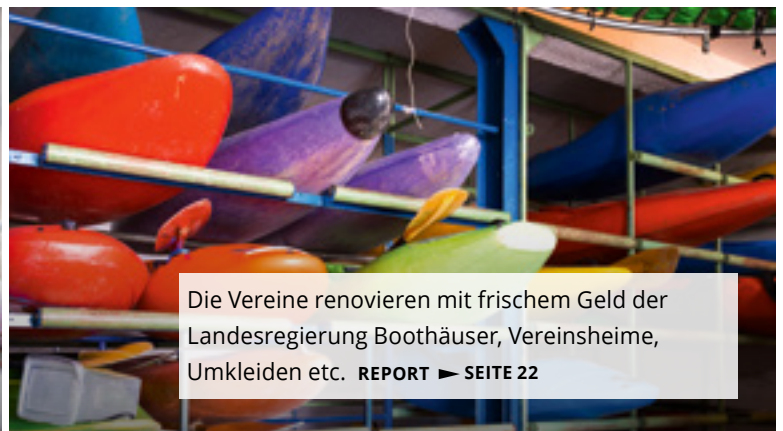 Die Vereine renovieren mit frischem Geld der
Landesregierung Boothäuser, Vereinsheime,
Umkleiden etc. REPORT ► SEITE 22